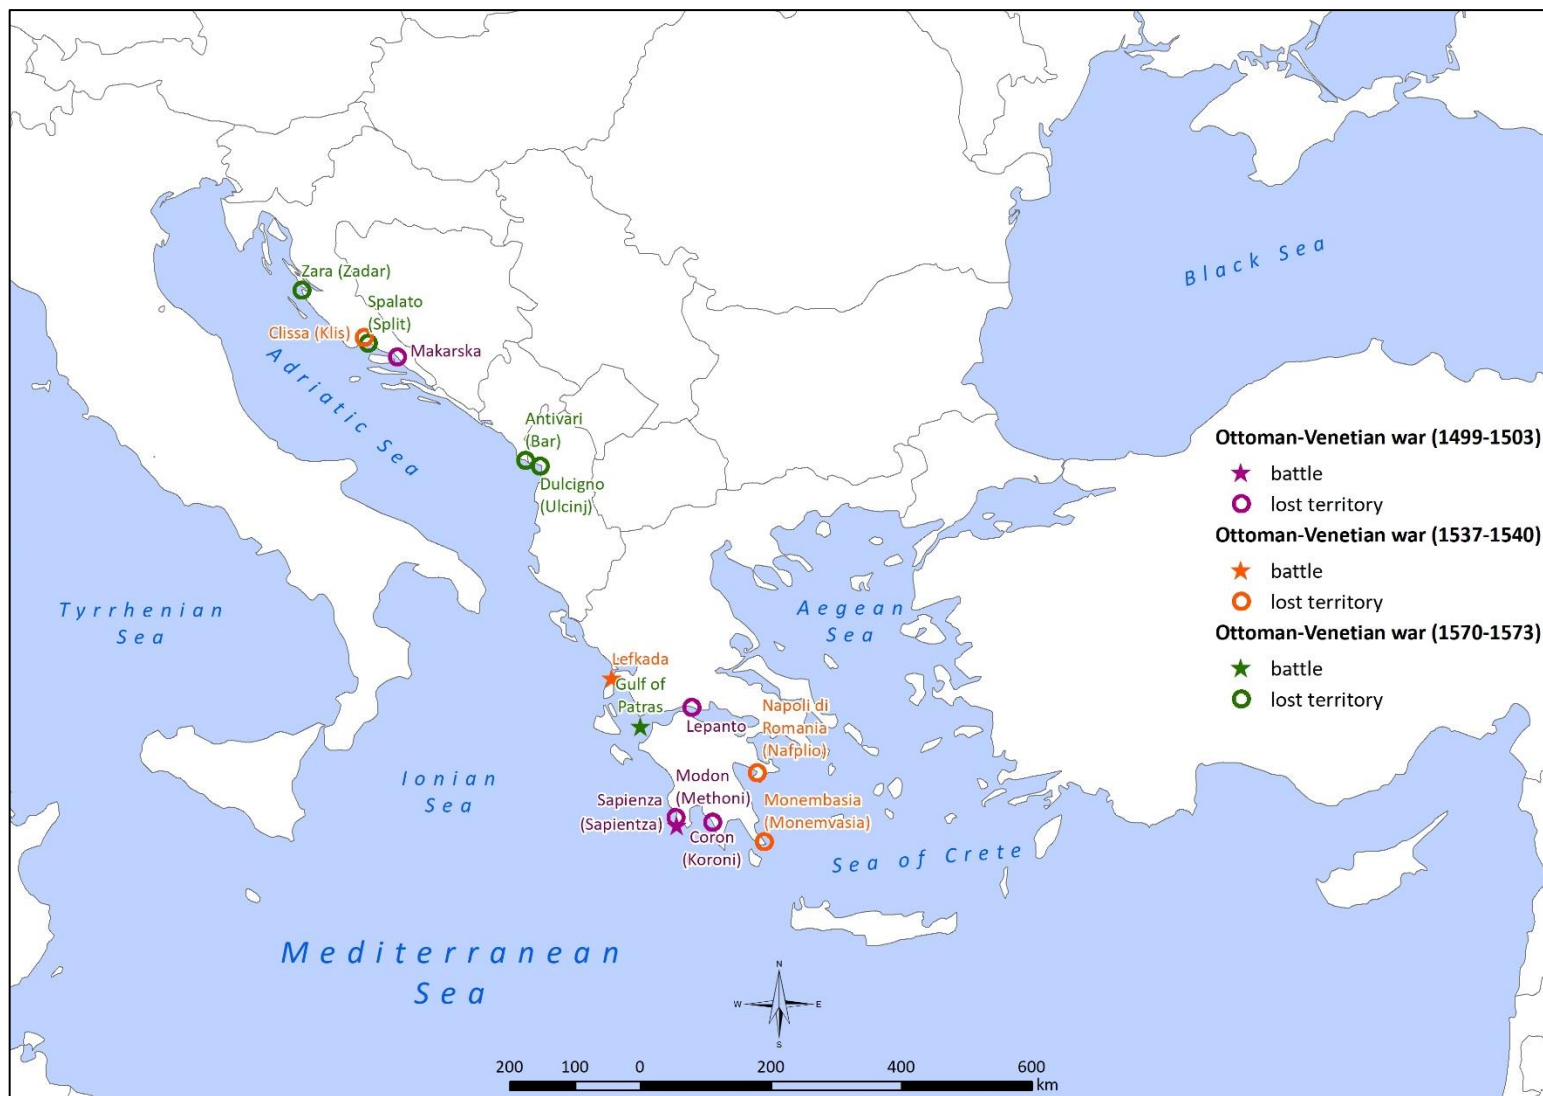 Black Sea
Zara (Zadar)
Spalato
(Split)
Clissa (Klis)
Makarska
Adriatic Sea
Antivari
(Bar)
Dulcigno
(Ulcinj)
Ottoman-Venetian war (1499-1503)
battle
lost territory
Ottoman-Venetian war (1537-1540)
battle
lost territory
Ottoman-Venetian war (1570-1573)
battle
lost territory
Tyrrhenian
Sea
Aegean
Sea
Lefkada
Gulf of
Patras
Lepanto
Napoli di
Romania
(Nafplio)
Ionian
Sea
Modon
(Methoni)
Sapienza
(Sapientza)
Coron
(Koroni)
Monembasia
(Monemvasia)
Sea of Crete
Mediterranean
Sea
N
W E
S
200 100 0 200 400 600
km